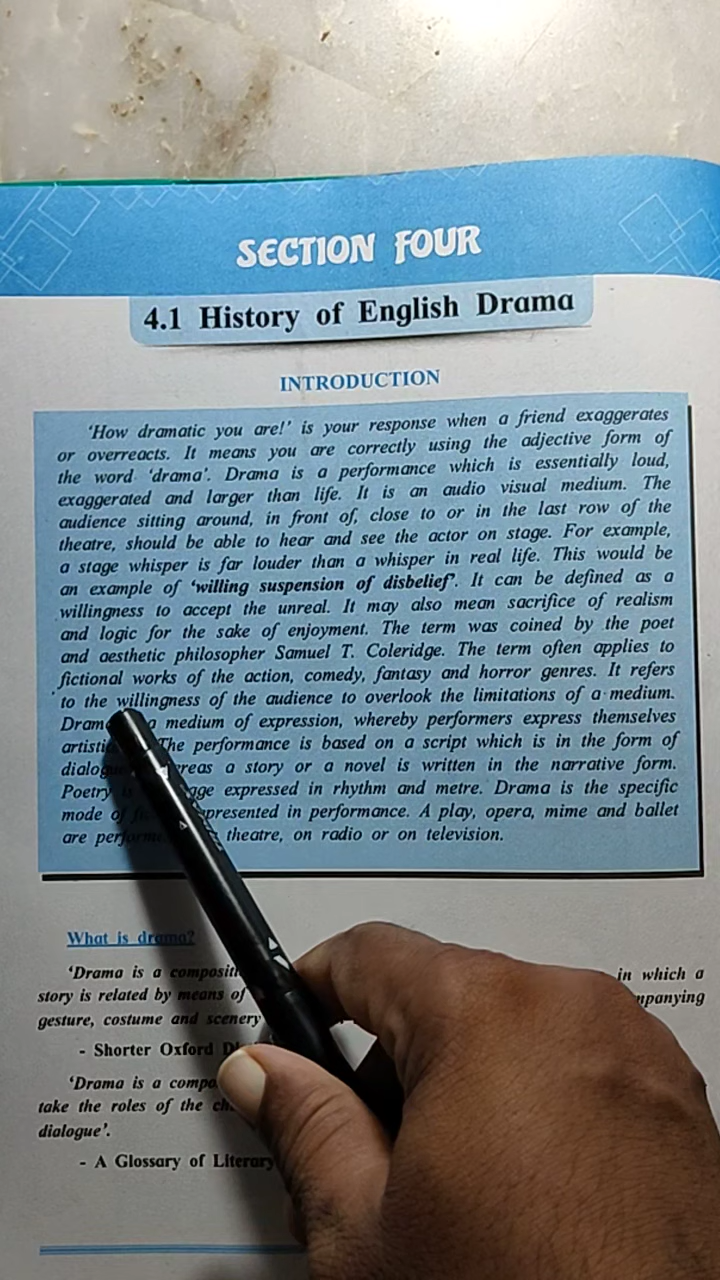 SECTION FOUR
4.1 History of English Drama
INTRODUCTION
'How dramatic you are!' is your response when a friend exaggerates
or overreacts. It means you are correctly using the adjective form of
the word 'drama'. Drama is a performance which is essentially loud,
exaggerated and larger than life. It is an audio visual medium. The
audience sitting around, in front of, close to or in the last row of the
theatre, should be able to hear and see the actor on stage. For example,
a stage whisper is far louder than a whisper in real life. This would be
an example of 'willing suspension of disbelief'. It can be defined as a
willingness to accept the unreal. It may also mean sacrifice of realism
and logic for the sake of enjoyment. The term was coined by the poet
and aesthetic philosopher Samuel T. Coleridge. The term often applies to
fictional works of the action, comedy, fantasy and horror genres. It refers
to the willingness of the audience to overlook the limitations of a medium.
a medium of expression, whereby performers express themselves
The performance is based on a script which is in the form of
a story or a novel is written in the narrative form.
Poetry is expressed in rhythm and metre. Drama is the specific
mode of presented in performance. A play, opera, mime and ballet
are theatre, on radio or on television.
What is drama?
'Drama is a in which a
story is related by means of
gesture, costume and scenery
- Shorter Oxford
'Drama is a
take the roles of the
dialogue'.
- A Glossary of